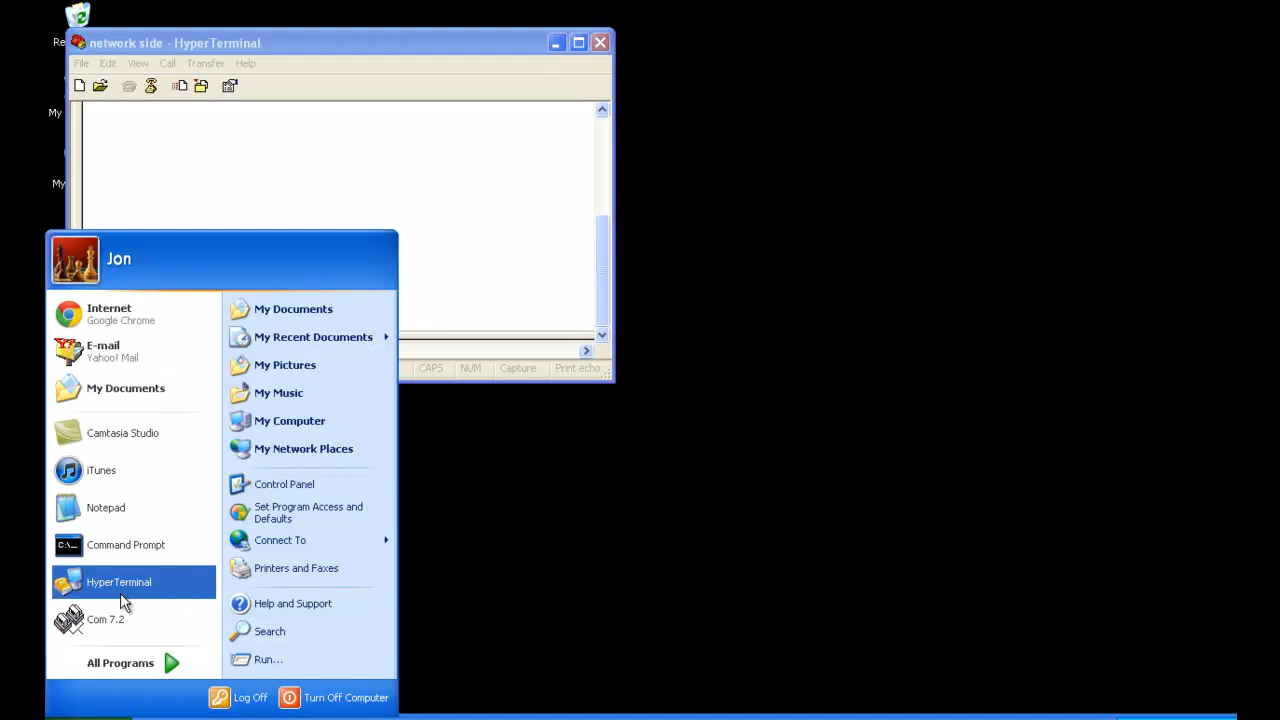 Re
network side - HyperTerminal
File Edit View Call Transfer Help
My
My
Jon
Internet
Google Chrome
E-mail
Yahoo! Mail
My Documents
Camtasia Studio
iTunes
Notepad
Command Prompt
HyperTerminal
Com 7.2
All Programs
My Documents
My Recent Documents
My Pictures
My Music
My Computer
My Network Places
Control Panel
Set Program Access and
Defaults
Connect To
Printers and Faxes
Help and Support
Search
Run...
CAPS NUM Capture Print echo
Log Off Turn Off Computer